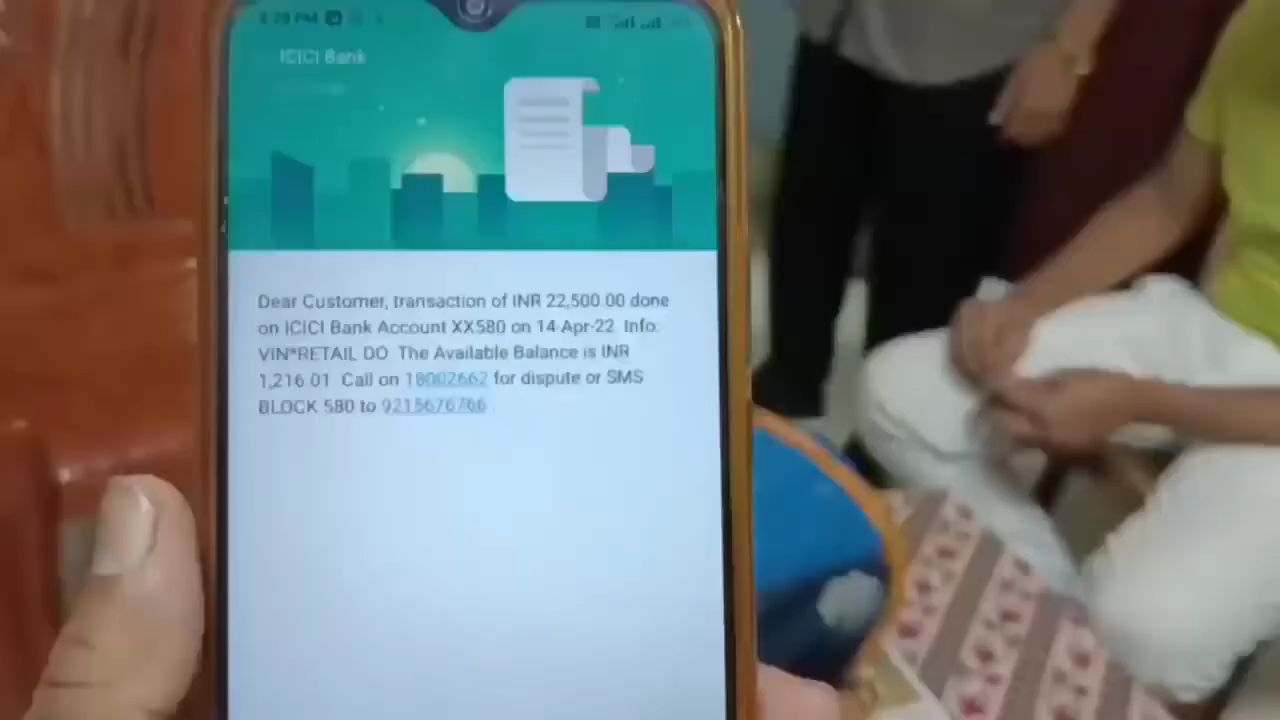 ICICI Bank
Dear Customer, transaction of INR 22,500.00 done
on ICICI Bank Account XX580 on 14-Apr-22. Info:
VIN*RETAIL DO. The Available Balance is INR
1,216.01. Call on 18002662 for dispute or SMS
BLOCK 580 to 9215676766